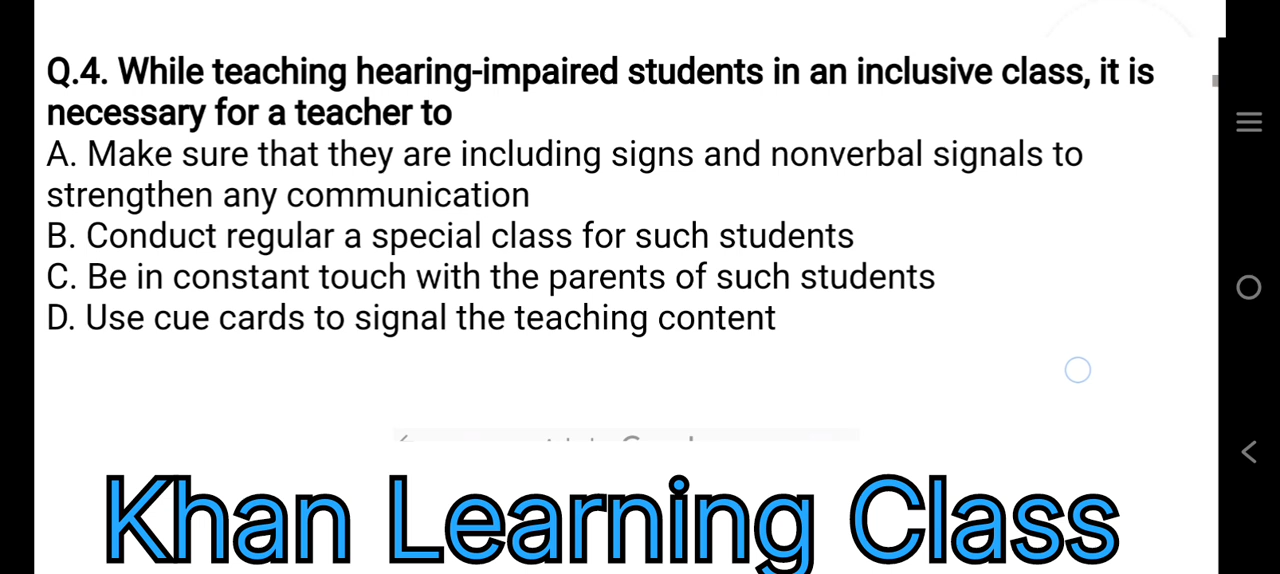 Q.4. While teaching hearing-impaired students in an inclusive class, it is
necessary for a teacher to
A. Make sure that they are including signs and nonverbal signals to
strengthen any communication
B. Conduct regular a special class for such students
C. Be in constant touch with the parents of such students
D. Use cue cards to signal the teaching content
Khan Learning Class